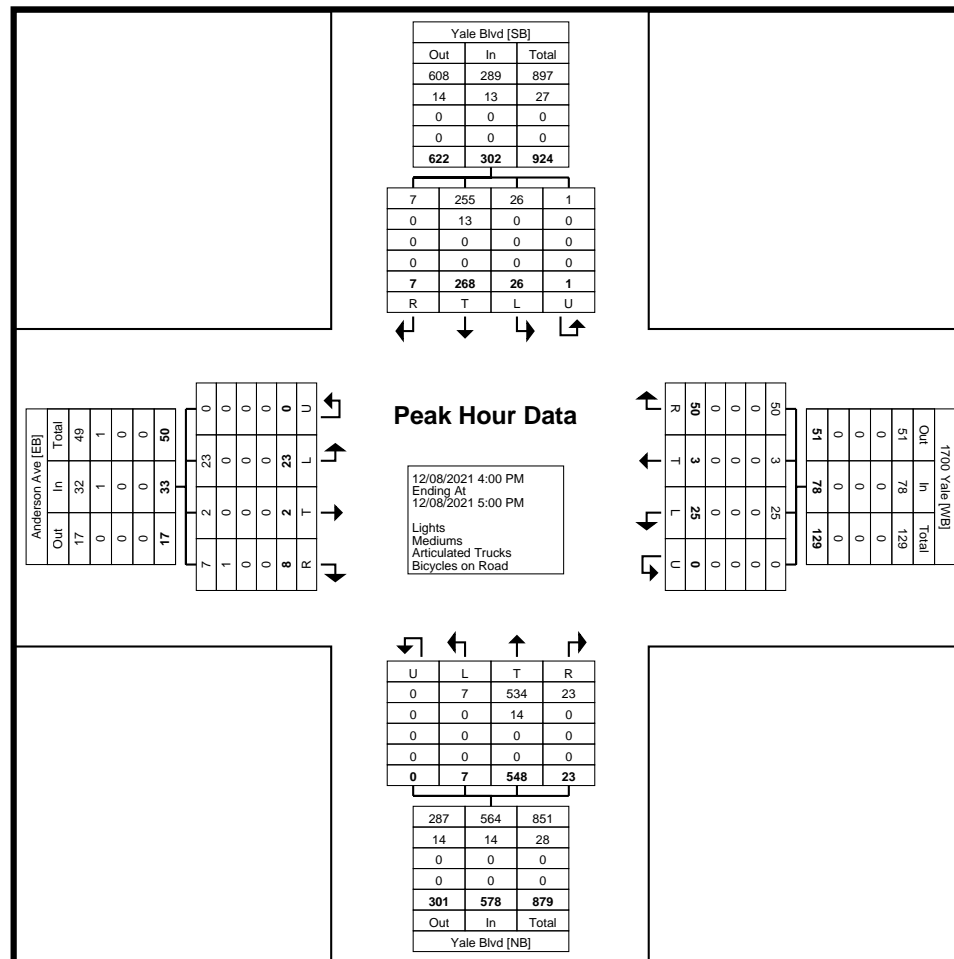 Yale Blvd [SB]
Out In Total
608 289 897
14 13 27
0 0 0
0 0 0
622 302 924
7 255 26 1
0 13 0 0
0 0 0 0
0 0 0 0
7 268 26 1
R T L U
Anderson Ave [EB]
Total 49 1 0 0 50
In 32 1 0 0 33
Out 17 0 0 0 17
0 0 0 0 0 U
23 0 0 0 23 L
2 0 0 0 2 T
7 1 0 0 8 R
Peak Hour Data
12/08/2021 4:00 PM
Ending At
12/08/2021 5:00 PM
Lights
Mediums
Articulated Trucks
Bicycles on Road
R 50 0 0 0 50
T 3 0 0 0 3
L 25 0 0 0 25
U 0 0 0 0 0
51 0 0 0 51 Out
78 0 0 0 78 In
129 0 0 0 129 Total
1700 Yale [WB]
U L T R
0 7 534 23
0 0 14 0
0 0 0 0
0 0 0 0
0 7 548 23
287 564 851
14 14 28
0 0 0
0 0 0
301 578 879
Out In Total
Yale Blvd [NB]